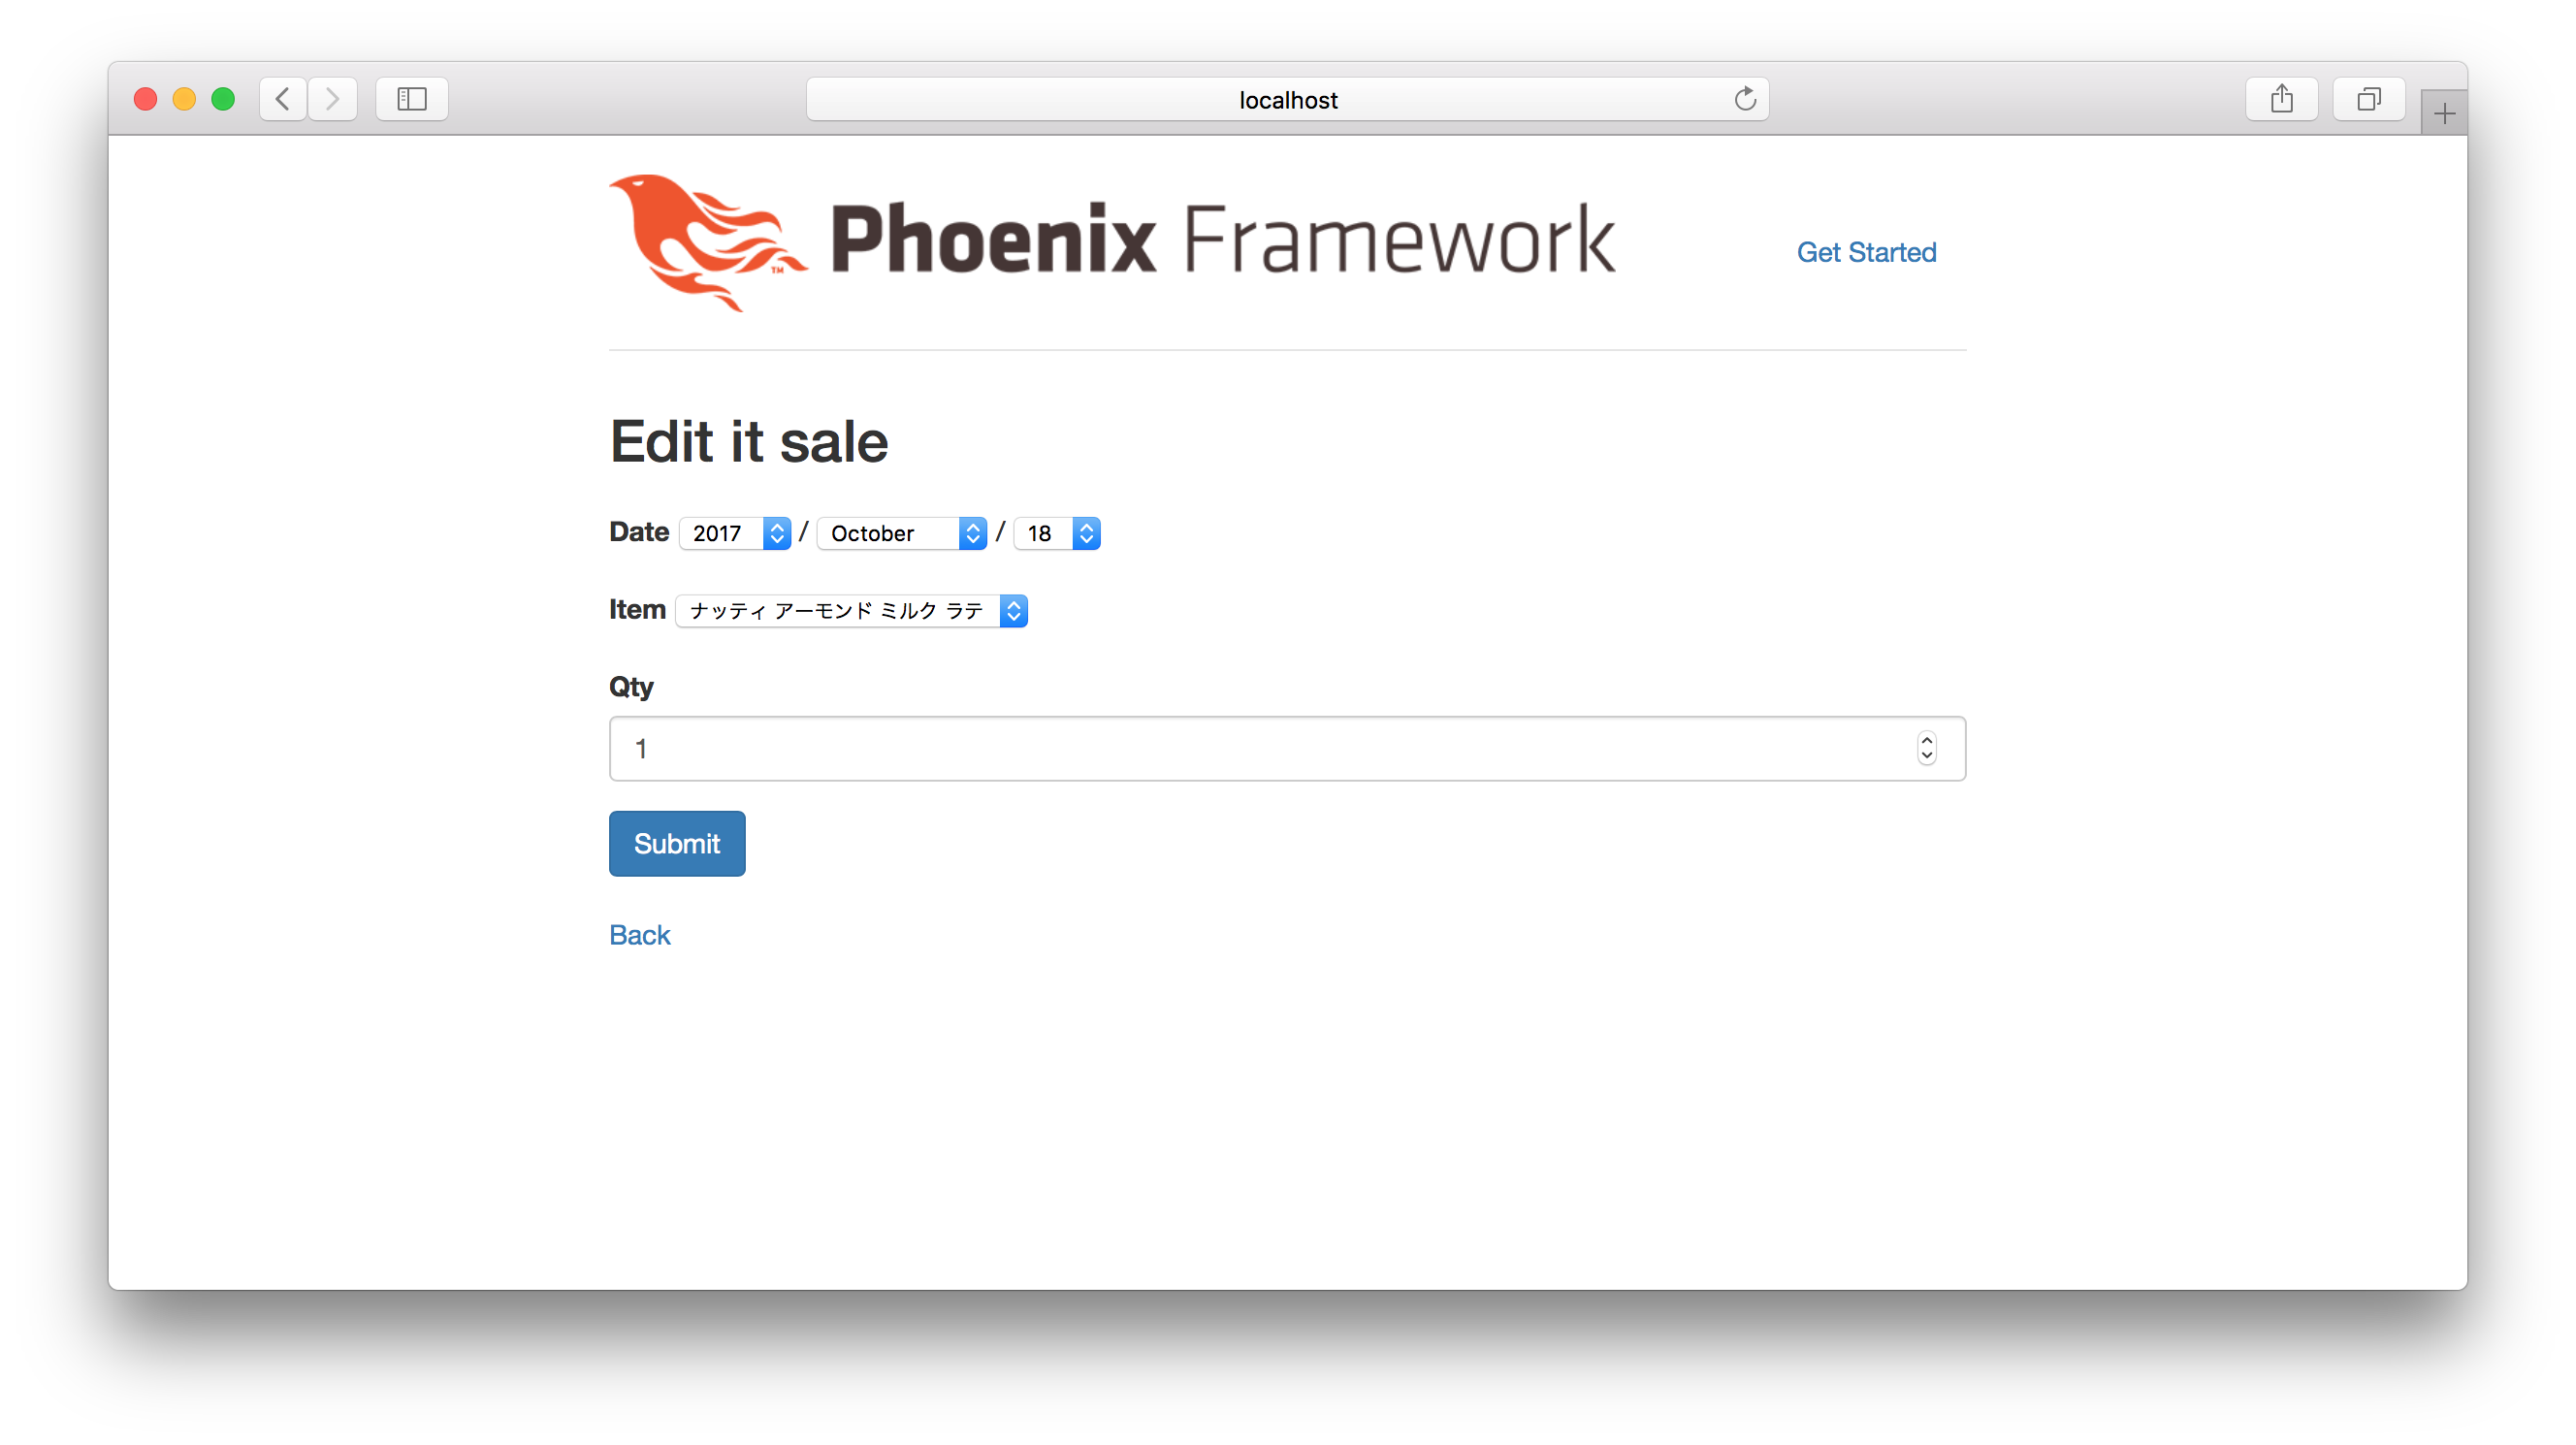 localhost
Phoenix Framework
TM
Get Started
Edit it sale
Date 2017 / October / 18
Item ナッティ アーモンド ミルク ラテ
Qty
1
Submit
Back